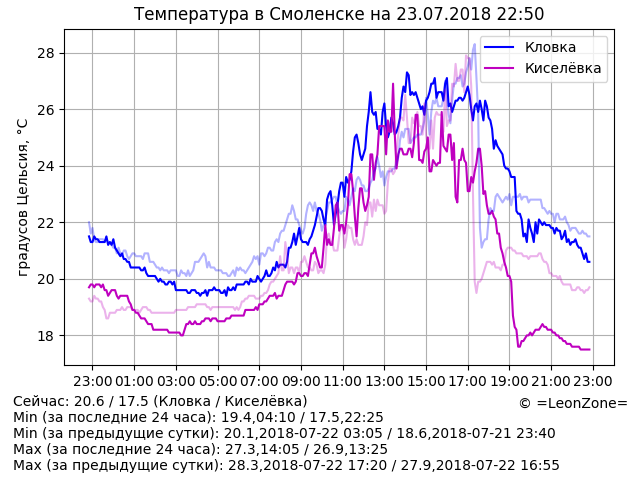 Температура в Смоленске на 23.07.2018 22:50
Кловка
Киселёвка
градусов Цельсия, °C
28
26
24
22
20
18
23:00 01:00 03:00 05:00 07:00 09:00 11:00 13:00 15:00 17:00 19:00 21:00 23:00
Сейчас: 20.6 / 17.5 (Кловка / Киселёвка)
© =LeonZone=
Min (за последние 24 часа): 19.4,04:10 / 17.5,22:25
Min (за предыдущие сутки): 20.1,2018-07-22 03:05 / 18.6,2018-07-21 23:40
Max (за последние 24 часа): 27.3,14:05 / 26.9,13:25
Max (за предыдущие сутки): 28.3,2018-07-22 17:20 / 27.9,2018-07-22 16:55